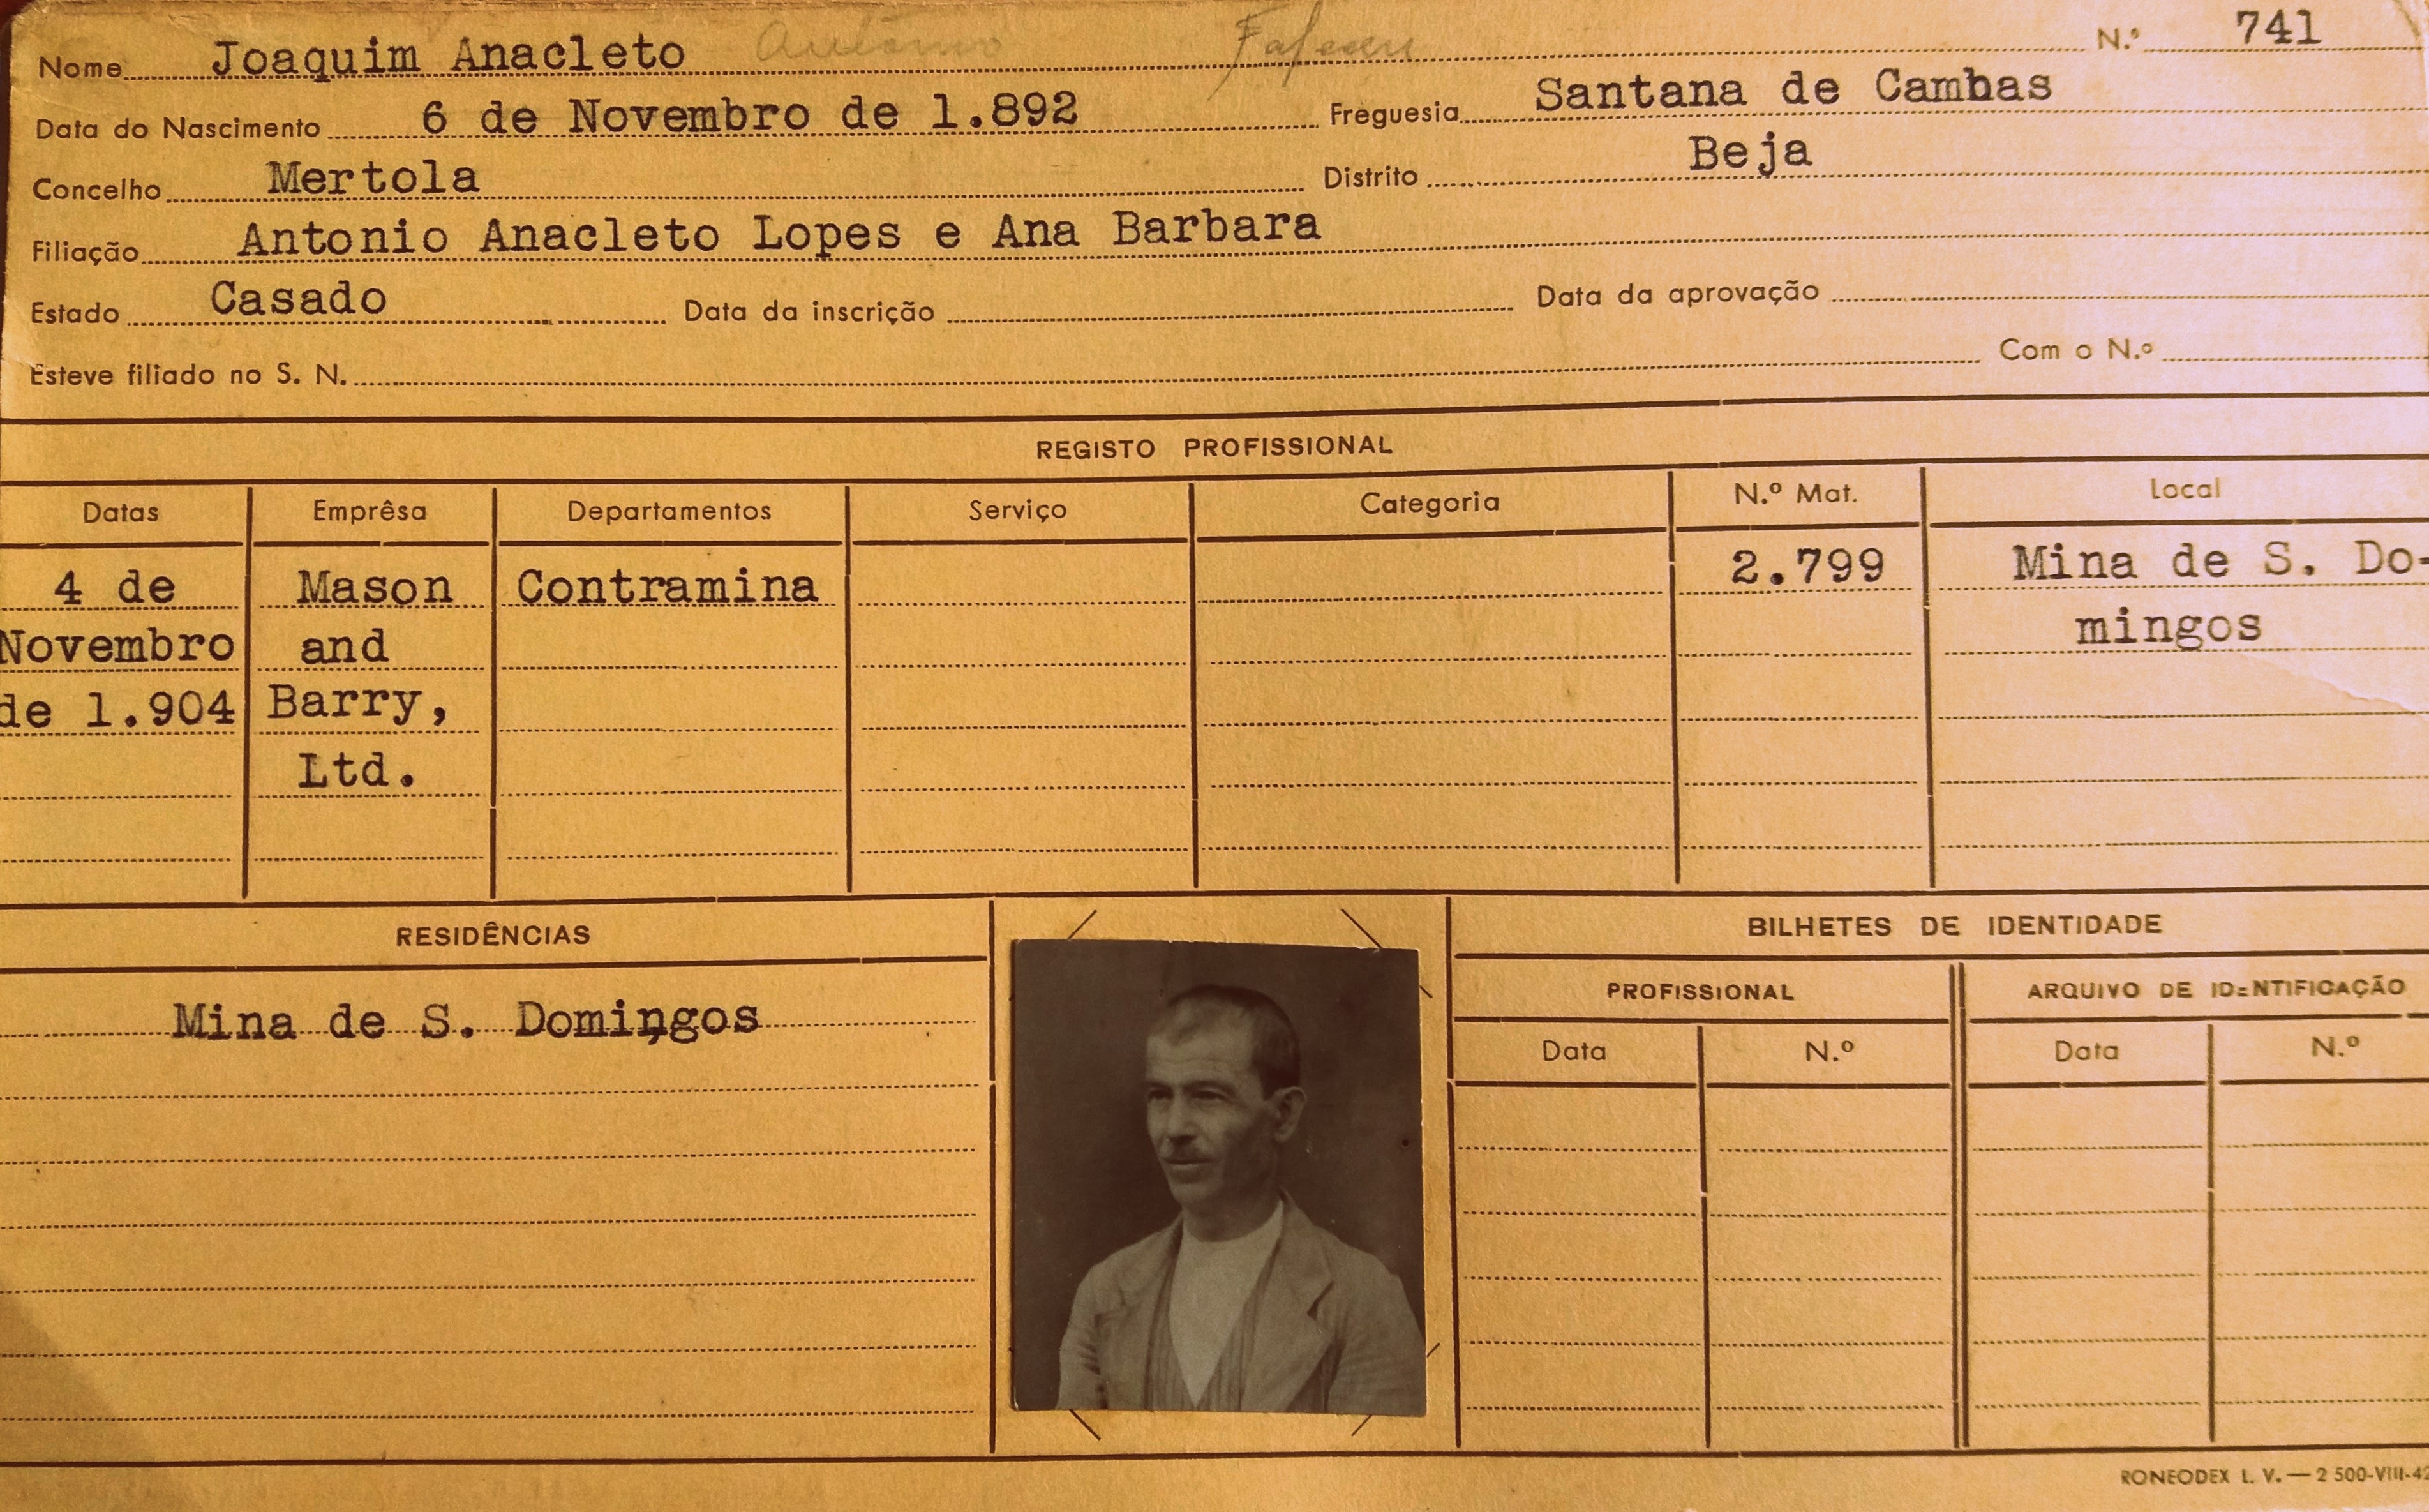 Nome Joaquim Anacleto António Faleceu N.º 741
Data do Nascimento 6 de Novembro de 1.892 Freguesia Santana de Cambas
Concelho Mertola Distrito Beja
Filiação Antonio Anacleto Lopes e Ana Barbara
Estado Casado Data da inscrição Data da aprovação
Esteve filiado no S. N. Com o N.º
REGISTO PROFISSIONAL
Datas Emprêsa Departamentos Serviço Categoria N.º Mat. Local
4 de Mason Contramina 2.799 Mina de S. Do-
Novembro and mingos
de 1.904 Barry,
Ltd.
RESIDÊNCIAS BILHETES DE IDENTIDADE
PROFISSIONAL ARQUIVO DE IDENTIFICAÇÃO
Mina de S. Domingos
Data N.º Data N.º
RONEODEX L. V. — 2 500-VIII-42